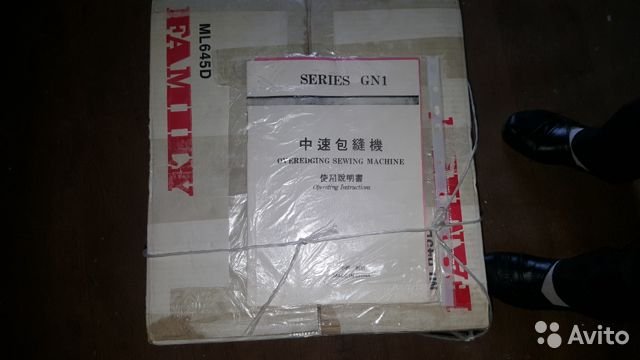 ML645D
FAMILY
SERIES GN1
中速包縫機
OVEREDGING SEWING MACHINE
使用說明書
Operating Instructions
Avito